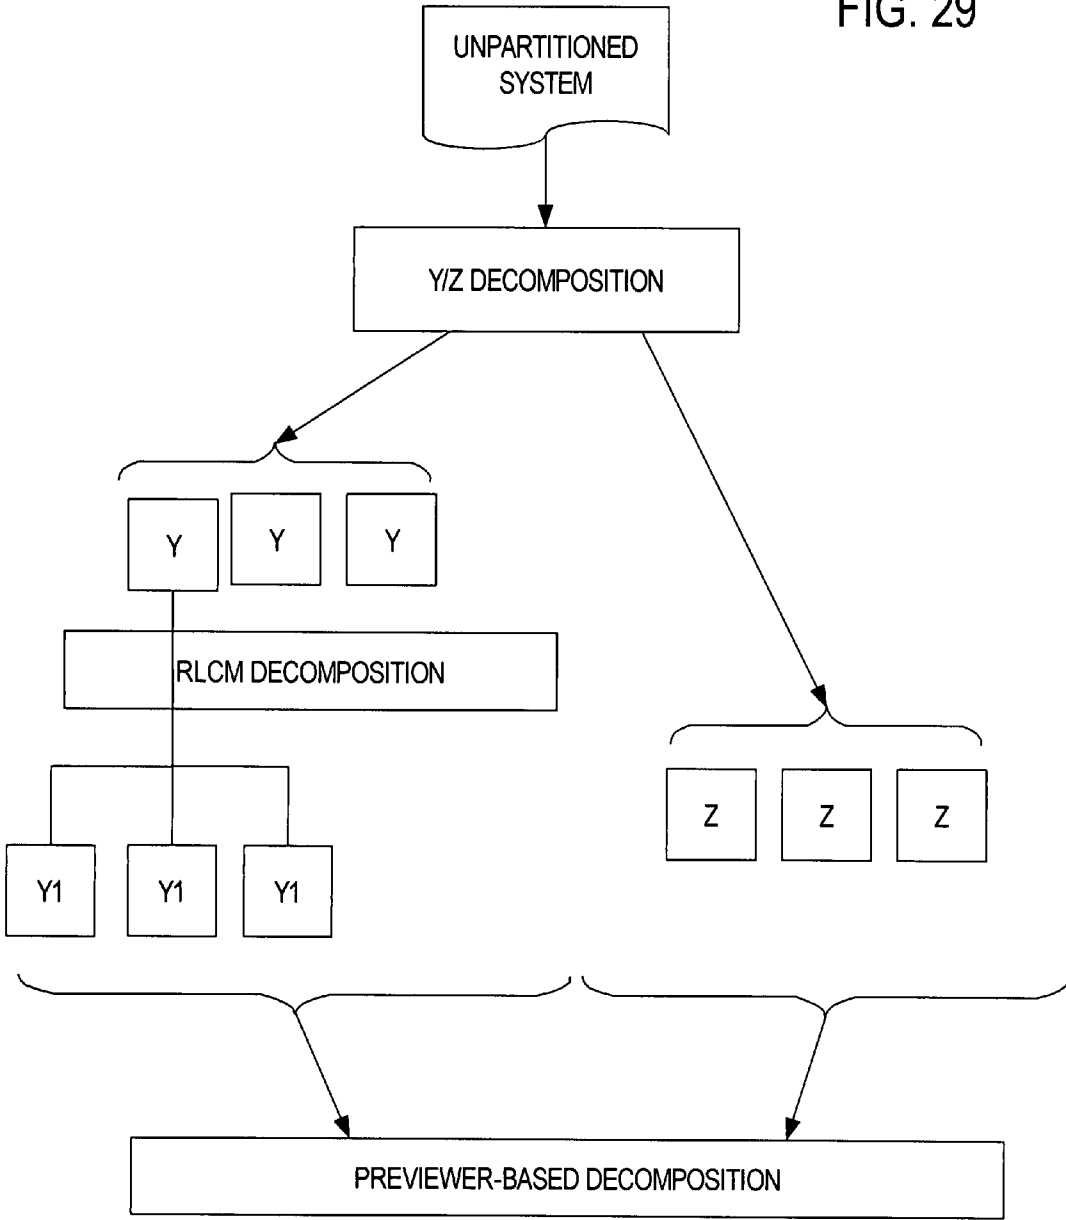 FIG. 29
UNPARTITIONED
SYSTEM
Y/Z DECOMPOSITION
Y Y Y
RLCM DECOMPOSITION
Z Z Z
Y1 Y1 Y1
PREVIEWER-BASED DECOMPOSITION